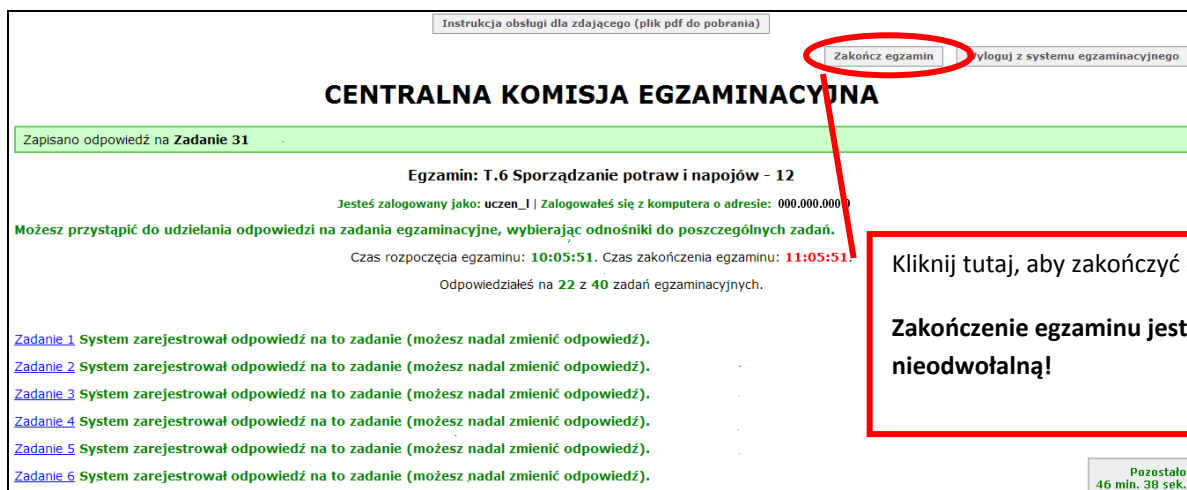 Instrukcja obsługi dla zdającego (plik pdf do pobrania)
Zakończ egzamin
Wyloguj z systemu egzaminacyjnego
CENTRALNA KOMISJA EGZAMINACYJNA
Zapisano odpowiedź na Zadanie 31
Egzamin: T.6 Sporządzanie potraw i napojów - 12
Jesteś zalogowany jako: uczen_l | Zalogowałeś się z komputera o adresie: 000.000.000.0
Możesz przystąpić do udzielania odpowiedzi na zadania egzaminacyjne, wybierając odnośniki do poszczególnych zadań.
Czas rozpoczęcia egzaminu: 10:05:51. Czas zakończenia egzaminu: 11:05:51.
Odpowiedziałeś na 22 z 40 zadań egzaminacyjnych.
Kliknij tutaj, aby zakończyć
Zakończenie egzaminu jest
nieodwołalną!
Zadanie 1 System zarejestrował odpowiedź na to zadanie (możesz nadal zmienić odpowiedź).
Zadanie 2 System zarejestrował odpowiedź na to zadanie (możesz nadal zmienić odpowiedź).
Zadanie 3 System zarejestrował odpowiedź na to zadanie (możesz nadal zmienić odpowiedź).
Zadanie 4 System zarejestrował odpowiedź na to zadanie (możesz nadal zmienić odpowiedź).
Zadanie 5 System zarejestrował odpowiedź na to zadanie (możesz nadal zmienić odpowiedź).
Zadanie 6 System zarejestrował odpowiedź na to zadanie (możesz nadal zmienić odpowiedź).
Pozostało
46 min. 38 sek.